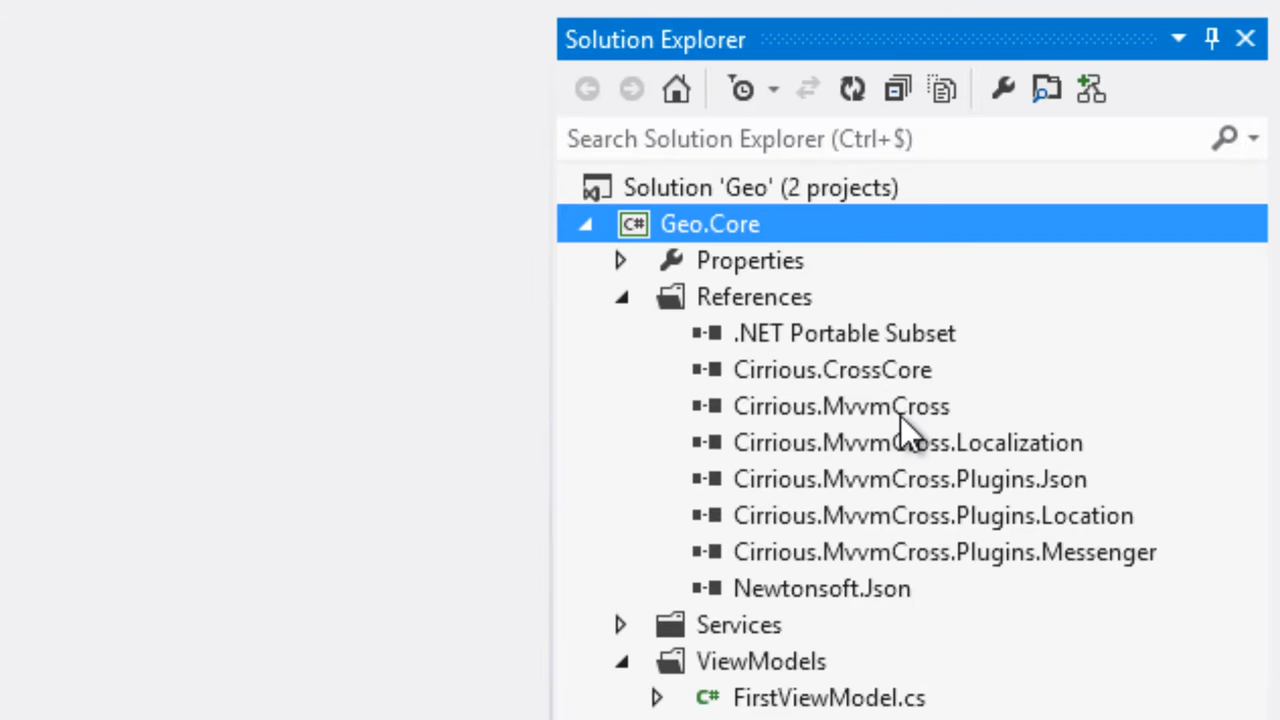 Solution Explorer
Search Solution Explorer (Ctrl+$)
Solution 'Geo' (2 projects)
C# Geo.Core
Properties
References
.NET Portable Subset
Cirrious.CrossCore
Cirrious.MvvmCross
Cirrious.MvvmCross.Localization
Cirrious.MvvmCross.Plugins.Json
Cirrious.MvvmCross.Plugins.Location
Cirrious.MvvmCross.Plugins.Messenger
Newtonsoft.Json
Services
ViewModels
C# FirstViewModel.cs